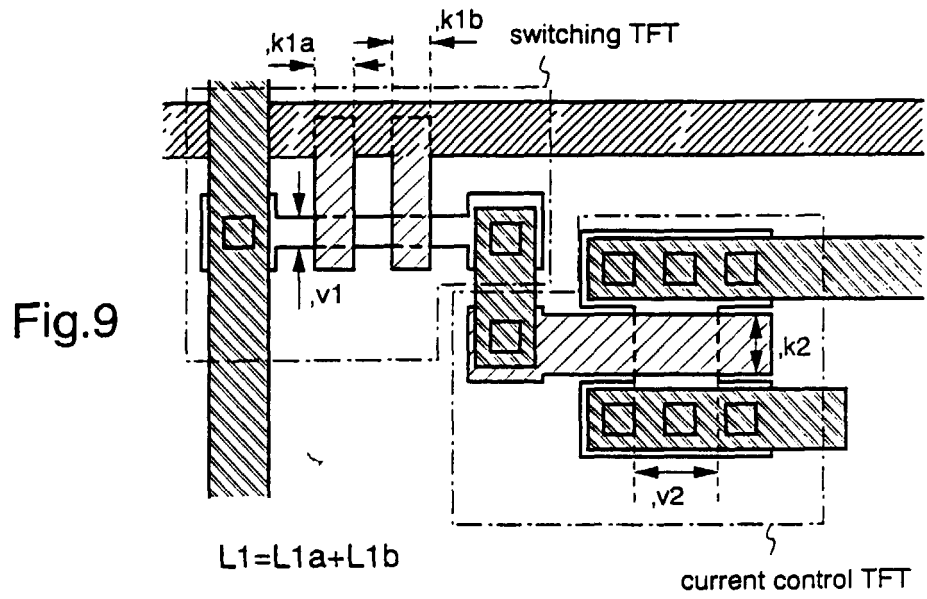 ,k1b
switching TFT
,k1a
,v1
Fig.9
,k2
,v2
L1=L1a+L1b
current control TFT